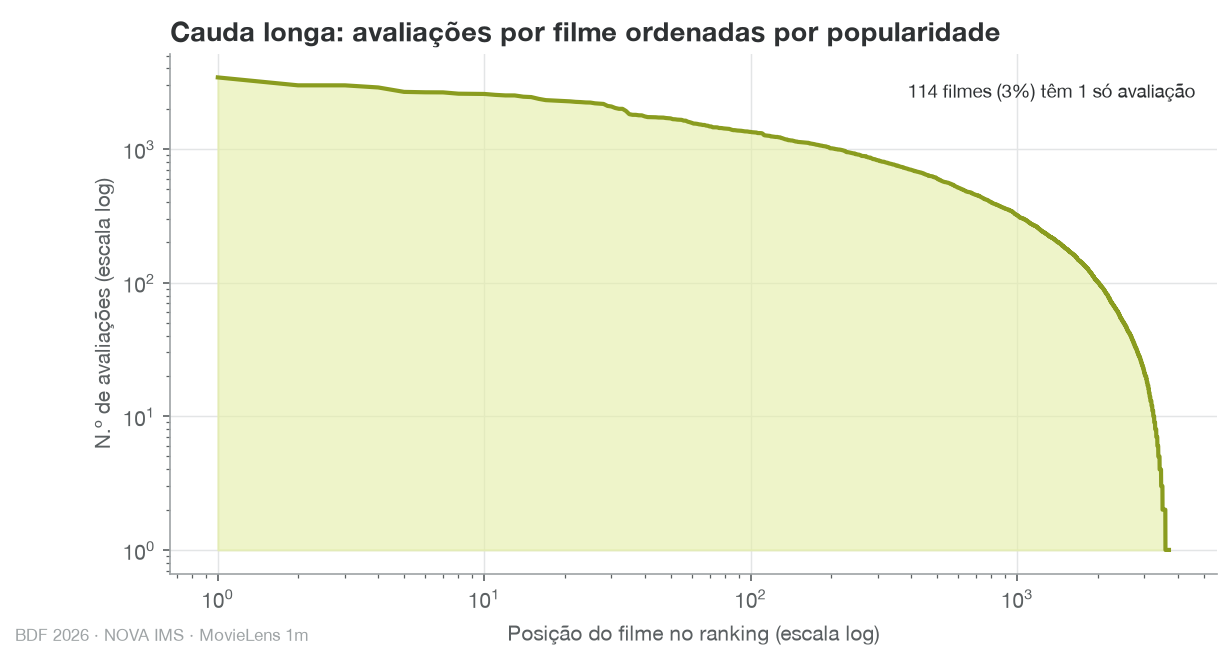 Cauda longa: avaliações por filme ordenadas por popularidade
114 filmes (3%) têm 1 só avaliação
N.º de avaliações (escala log)
10³
10²
10¹
10⁰
10⁰ 10¹ 10² 10³
Posição do filme no ranking (escala log)
BDF 2026 · NOVA IMS · MovieLens 1m